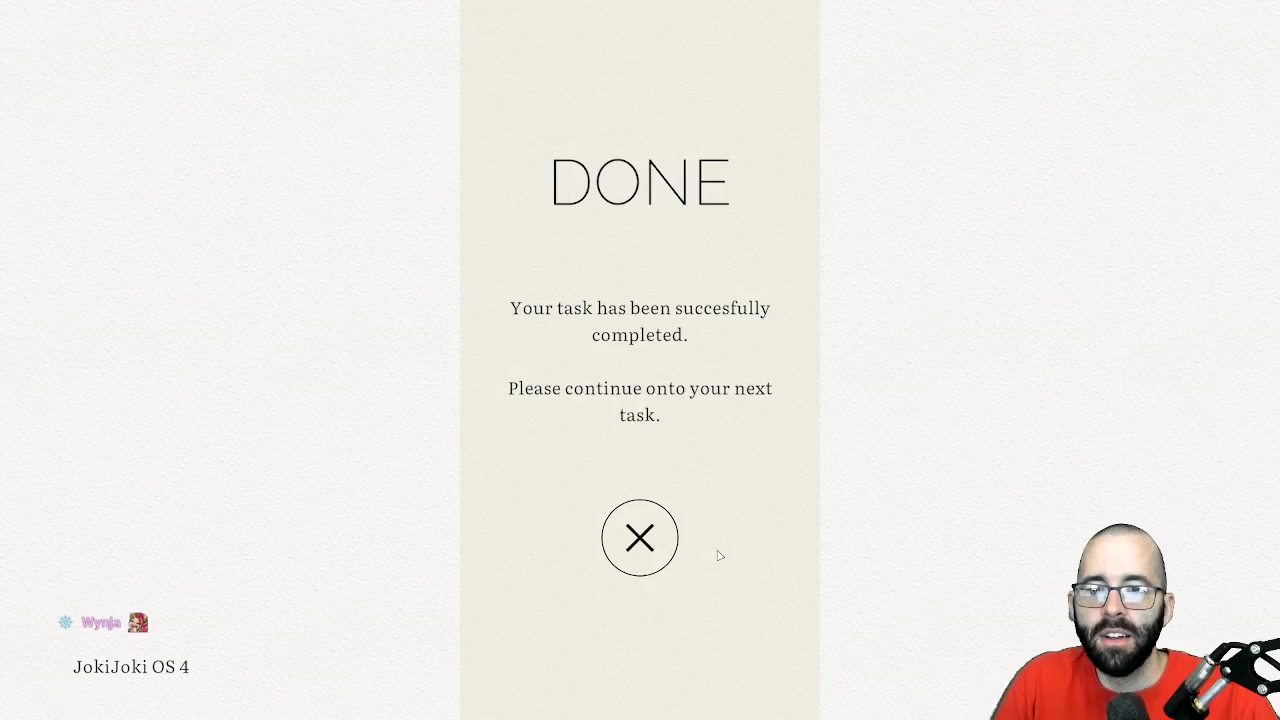 DONE
Your task has been succesfully
completed.
Please continue onto your next
task.
Wynja
JokiJoki OS 4